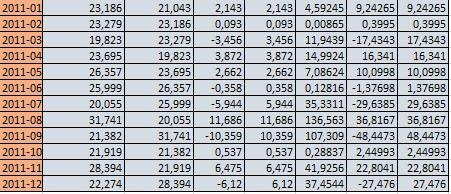 2011-01 23,186 21,043 2,143 2,143 4,59245 9,24265 9,24265
2011-02 23,279 23,186 0,093 0,093 0,00865 0,3995 0,3995
2011-03 19,823 23,279 -3,456 3,456 11,9439 -17,4343 17,4343
2011-04 23,695 19,823 3,872 3,872 14,9924 16,341 16,341
2011-05 26,357 23,695 2,662 2,662 7,08624 10,0998 10,0998
2011-06 25,999 26,357 -0,358 0,358 0,12816 -1,37698 1,37698
2011-07 20,055 25,999 -5,944 5,944 35,3311 -29,6385 29,6385
2011-08 31,741 20,055 11,686 11,686 136,563 36,8167 36,8167
2011-09 21,382 31,741 -10,359 10,359 107,309 -48,4473 48,4473
2011-10 21,919 21,382 0,537 0,537 0,28837 2,44993 2,44993
2011-11 28,394 21,919 6,475 6,475 41,9256 22,8041 22,8041
2011-12 22,274 28,394 -6,12 6,12 37,4544 -27,476 27,476